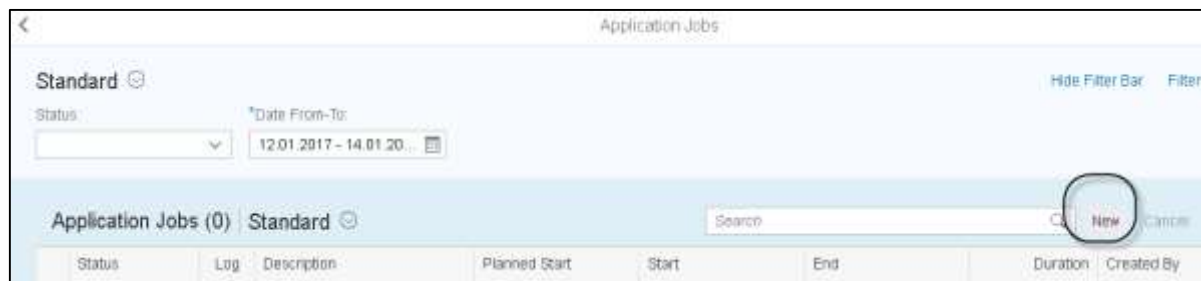 Application Jobs
Standard
Hide Filter Bar Filter
Status: *Date From-To:
12.01.2017 - 14.01.20...
Application Jobs (0) Standard Search New Cancel
Status Log Description Planned Start Start End Duration Created By